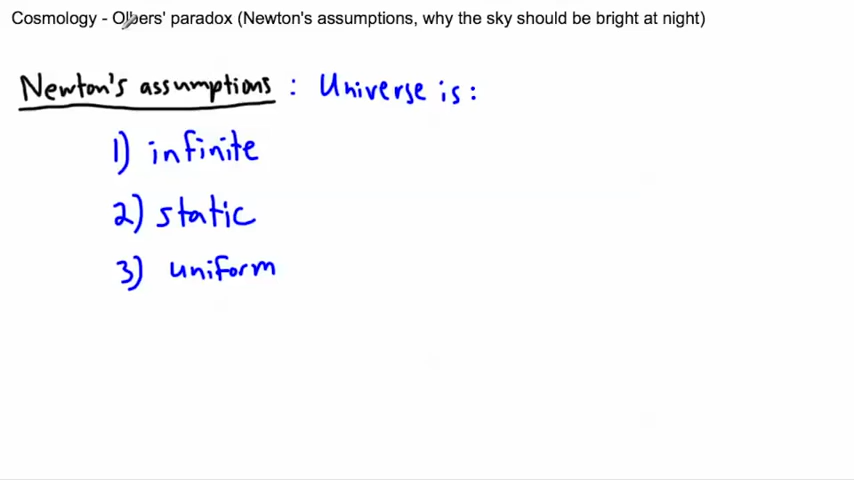 Cosmology - Olbers' paradox (Newton's assumptions, why the sky should be bright at night)
Newton's assumptions : Universe is:
1) infinite
2) static
3) uniform